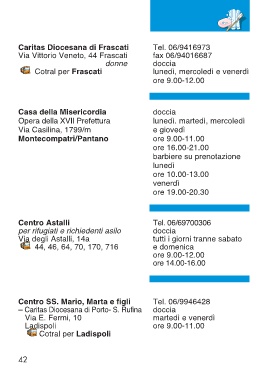 Caritas Diocesana di Frascati
Via Vittorio Veneto, 44 Frascati
donne
Cotral per Frascati
Tel. 06/9416973
fax 06/94016687
doccia
lunedì, mercoledì e venerdì
ore 9.00-12.00
Casa della Misericordia
Opera della XVII Prefettura
Via Casilina, 1799/m
Montecompatri/Pantano
doccia
lunedì, martedì, mercoledì
e giovedì
ore 9.00-11.00
ore 16.00-21.00
barbiere su prenotazione
lunedì
ore 10.00-13.00
venerdì
ore 19.00-20.30
Centro Astalli
per rifugiati e richiedenti asilo
Via degli Astalli, 14a
44, 46, 64, 70, 170, 716
Tel. 06/69700306
doccia
tutti i giorni tranne sabato
e domenica
ore 9.00-12.00
ore 14.00-16.00
Centro SS. Mario, Marta e figli
– Caritas Diocesana di Porto- S. Rufina
Via E. Fermi, 10
Ladispoli
Cotral per Ladispoli
Tel. 06/9946428
doccia
martedì e venerdì
ore 9.00-11.00
42